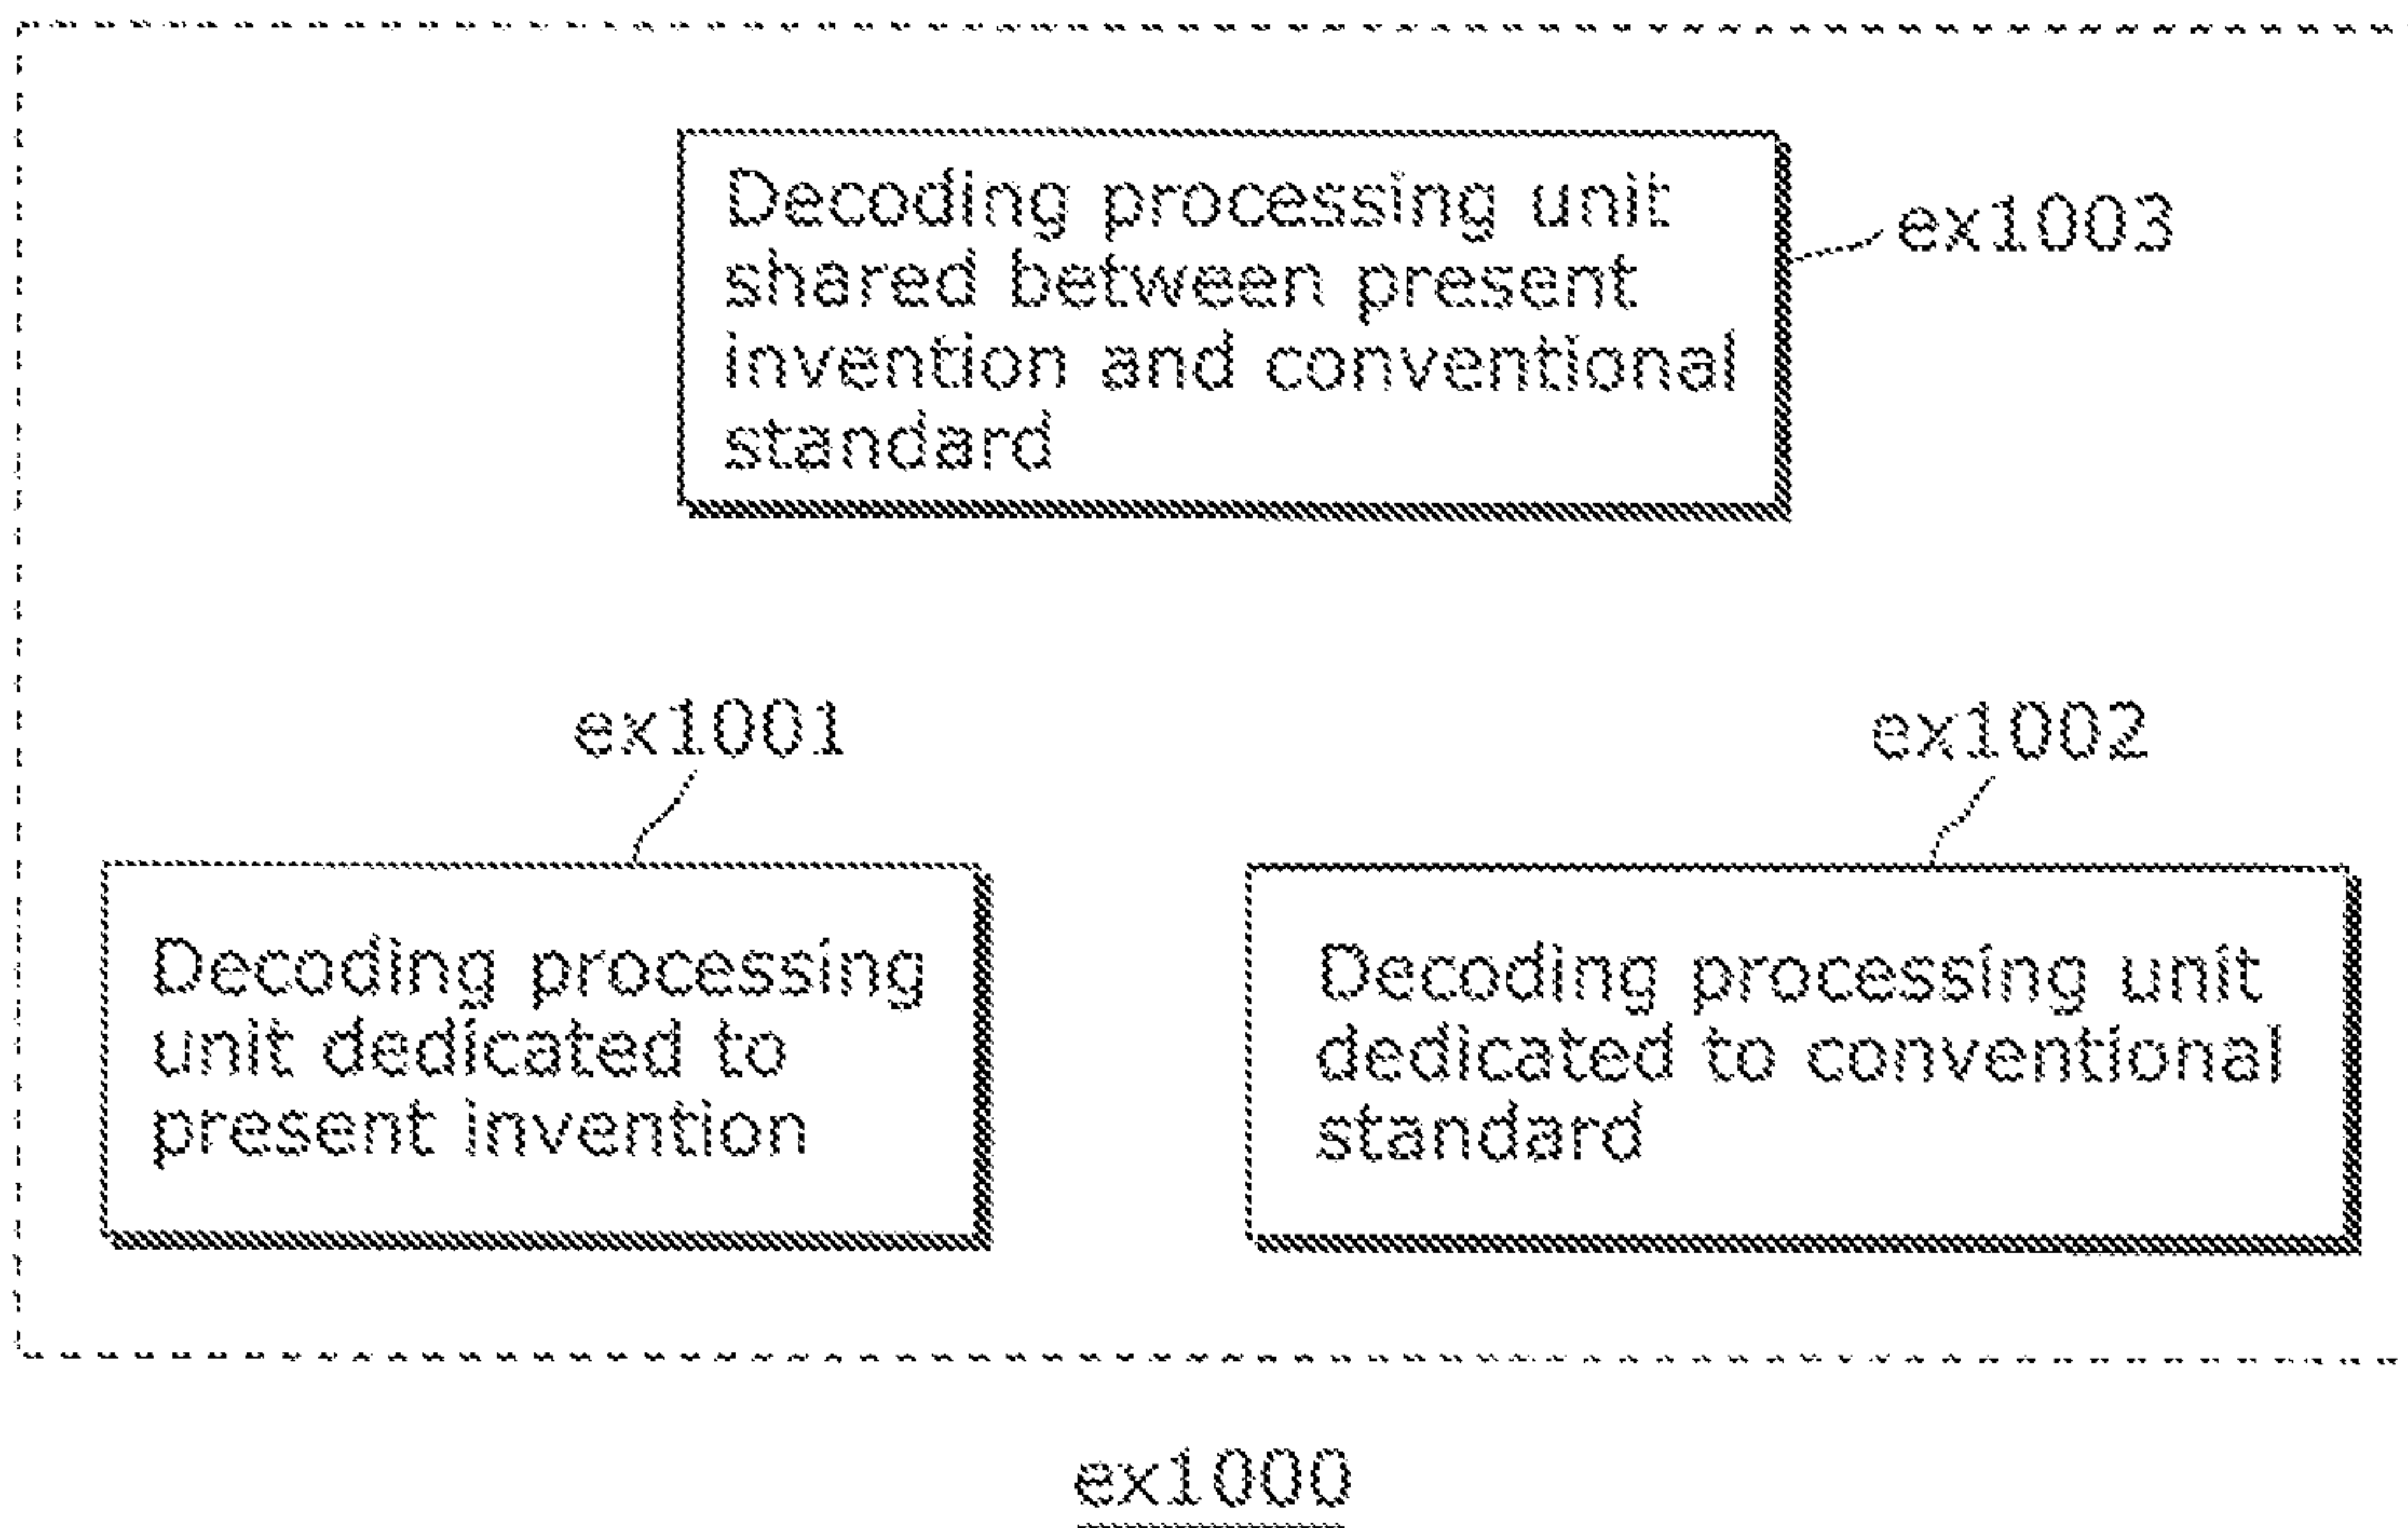 Decoding processing unit
shared between present
invention and conventional
standard
ex1003
ex1001
ex1002
Decoding processing
unit dedicated to
present invention
Decoding processing unit
dedicated to conventional
standard
ex1000